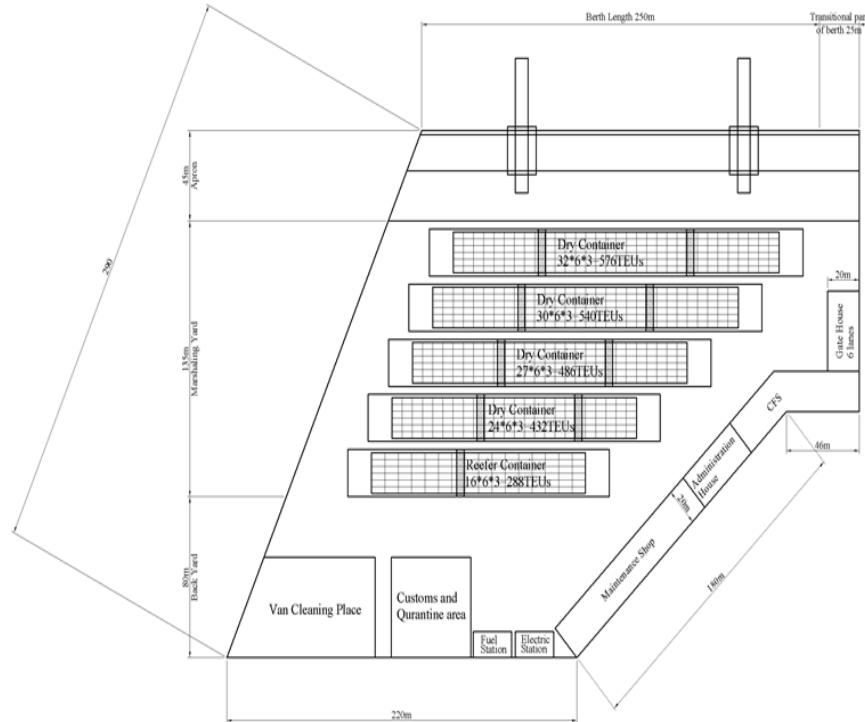 Berth Length 250m
Transitional par
of berth 25m
45m
Apron
290
135m
Marshaling Yard
80m
Back Yard
Dry Container
32*6*3=576TEUs
Dry Container
30*6*3=540TEUs
Dry Container
27*6*3=486TEUs
Dry Container
24*6*3=432TEUs
Reefer Container
16*6*3=288TEUs
20m
Gate House
6 lanes
CFS
46m
Administration
House
20m
Maintenance Shop
180m
Van Cleaning Place
Customs and
Qurantine area
Fuel
Station
Electric
Station
220m